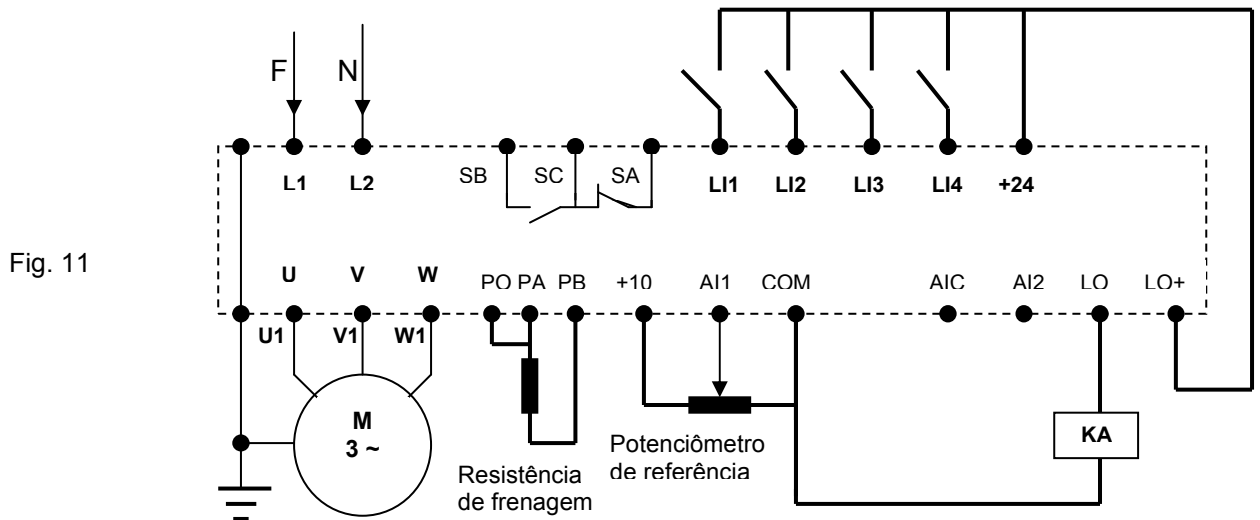 F N
L1 L2 SB SC SA LI1 LI2 LI3 LI4 +24
Fig. 11
U V W PO PA PB +10 AI1 COM AIC AI2 LO LO+
U1 V1 W1
M
3 ~
KA
Potenciômetro
de referência
Resistência
de frenagem